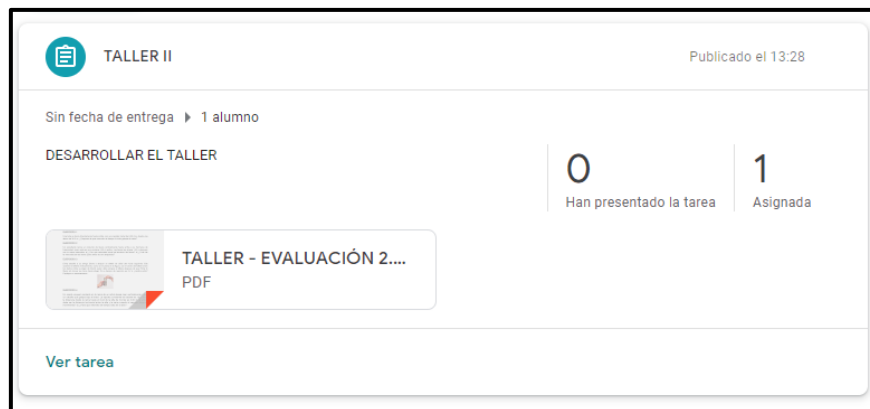 TALLER II
Publicado el 13:28
Sin fecha de entrega 1 alumno
DESARROLLAR EL TALLER
0
Han presentado la tarea
1
Asignada
TALLER - EVALUACIÓN 2....
PDF
Ver tarea